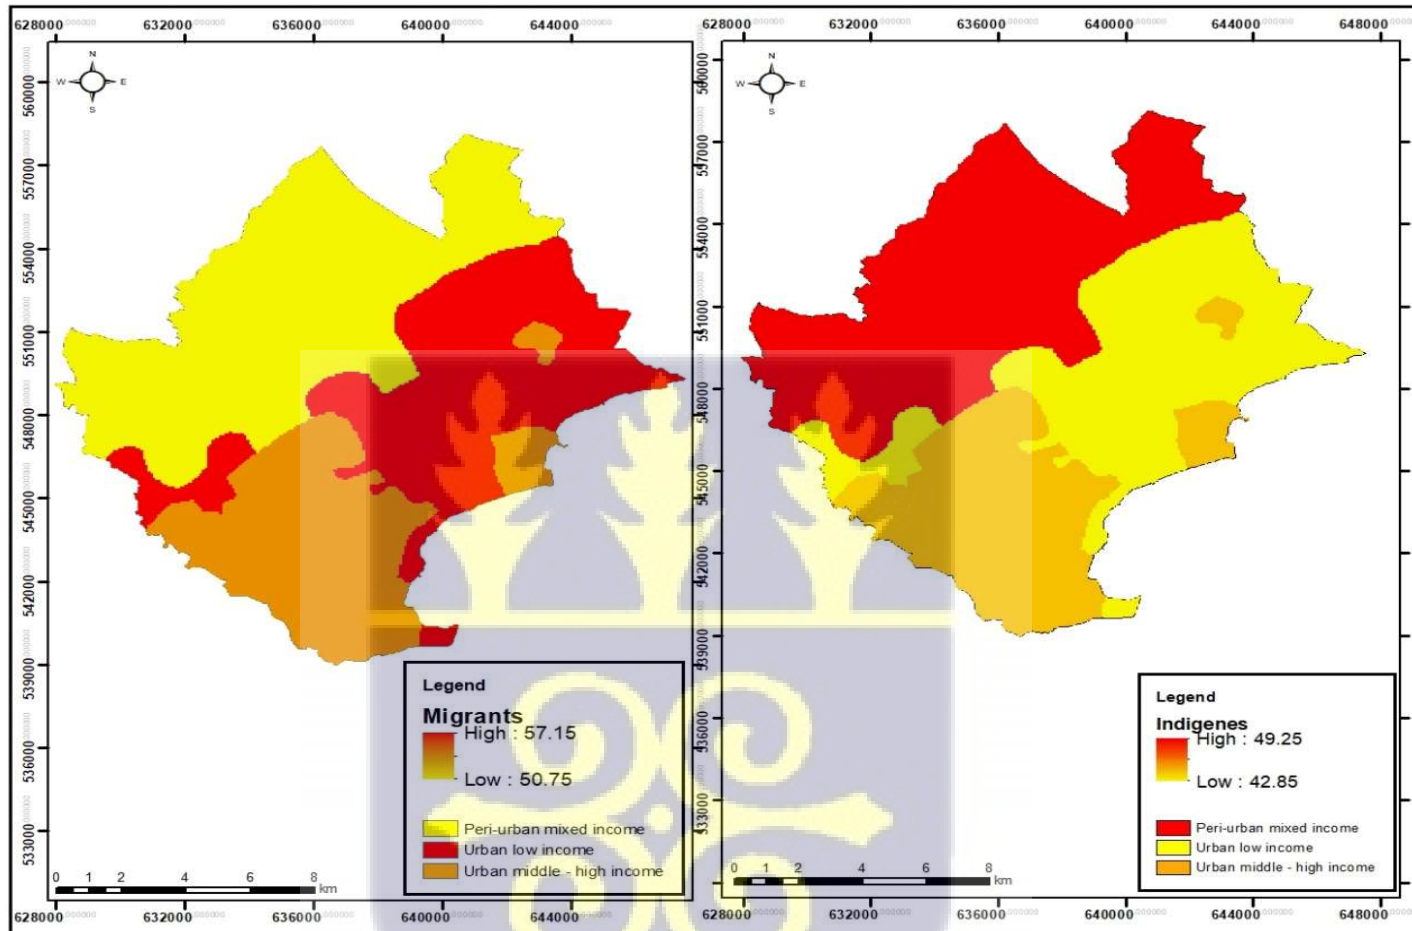 628000 632000 636000 640000 644000
N
W E
S
560000
557000
554000
551000
548000
545000
542000
539000
536000
533000
Legend
Migrants
High : 57.15
Low : 50.75
Peri-urban mixed income
Urban low income
Urban middle - high income
0 1 2 4 6 8
km
628000 632000 636000 640000 644000
628000 632000 636000 640000 644000 648000
N
W E
S
560000
557000
554000
551000
548000
545000
542000
539000
536000
533000
Legend
Indigenes
High : 49.25
Low : 42.85
Peri-urban mixed income
Urban low income
Urban middle - high income
0 1 2 4 6 8
km
628000 632000 636000 640000 644000 648000